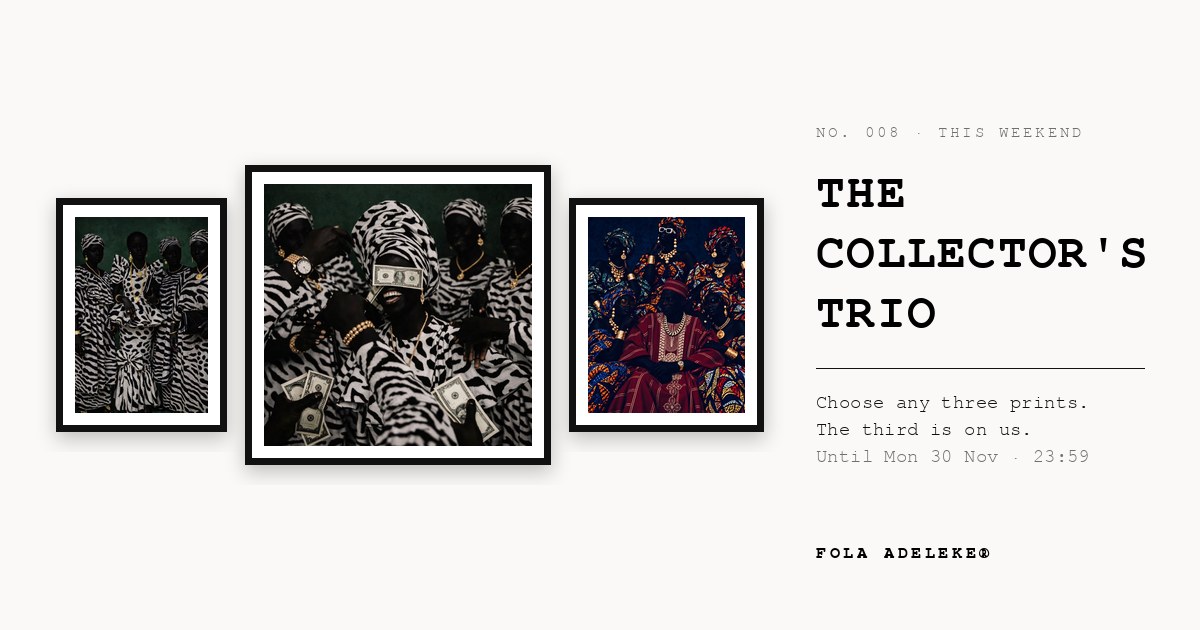 NO. 008 · THIS WEEKEND
THE
COLLECTOR'S
TRIO
Choose any three prints.
The third is on us.
Until Mon 30 Nov · 23:59
FOLA ADELEKE®